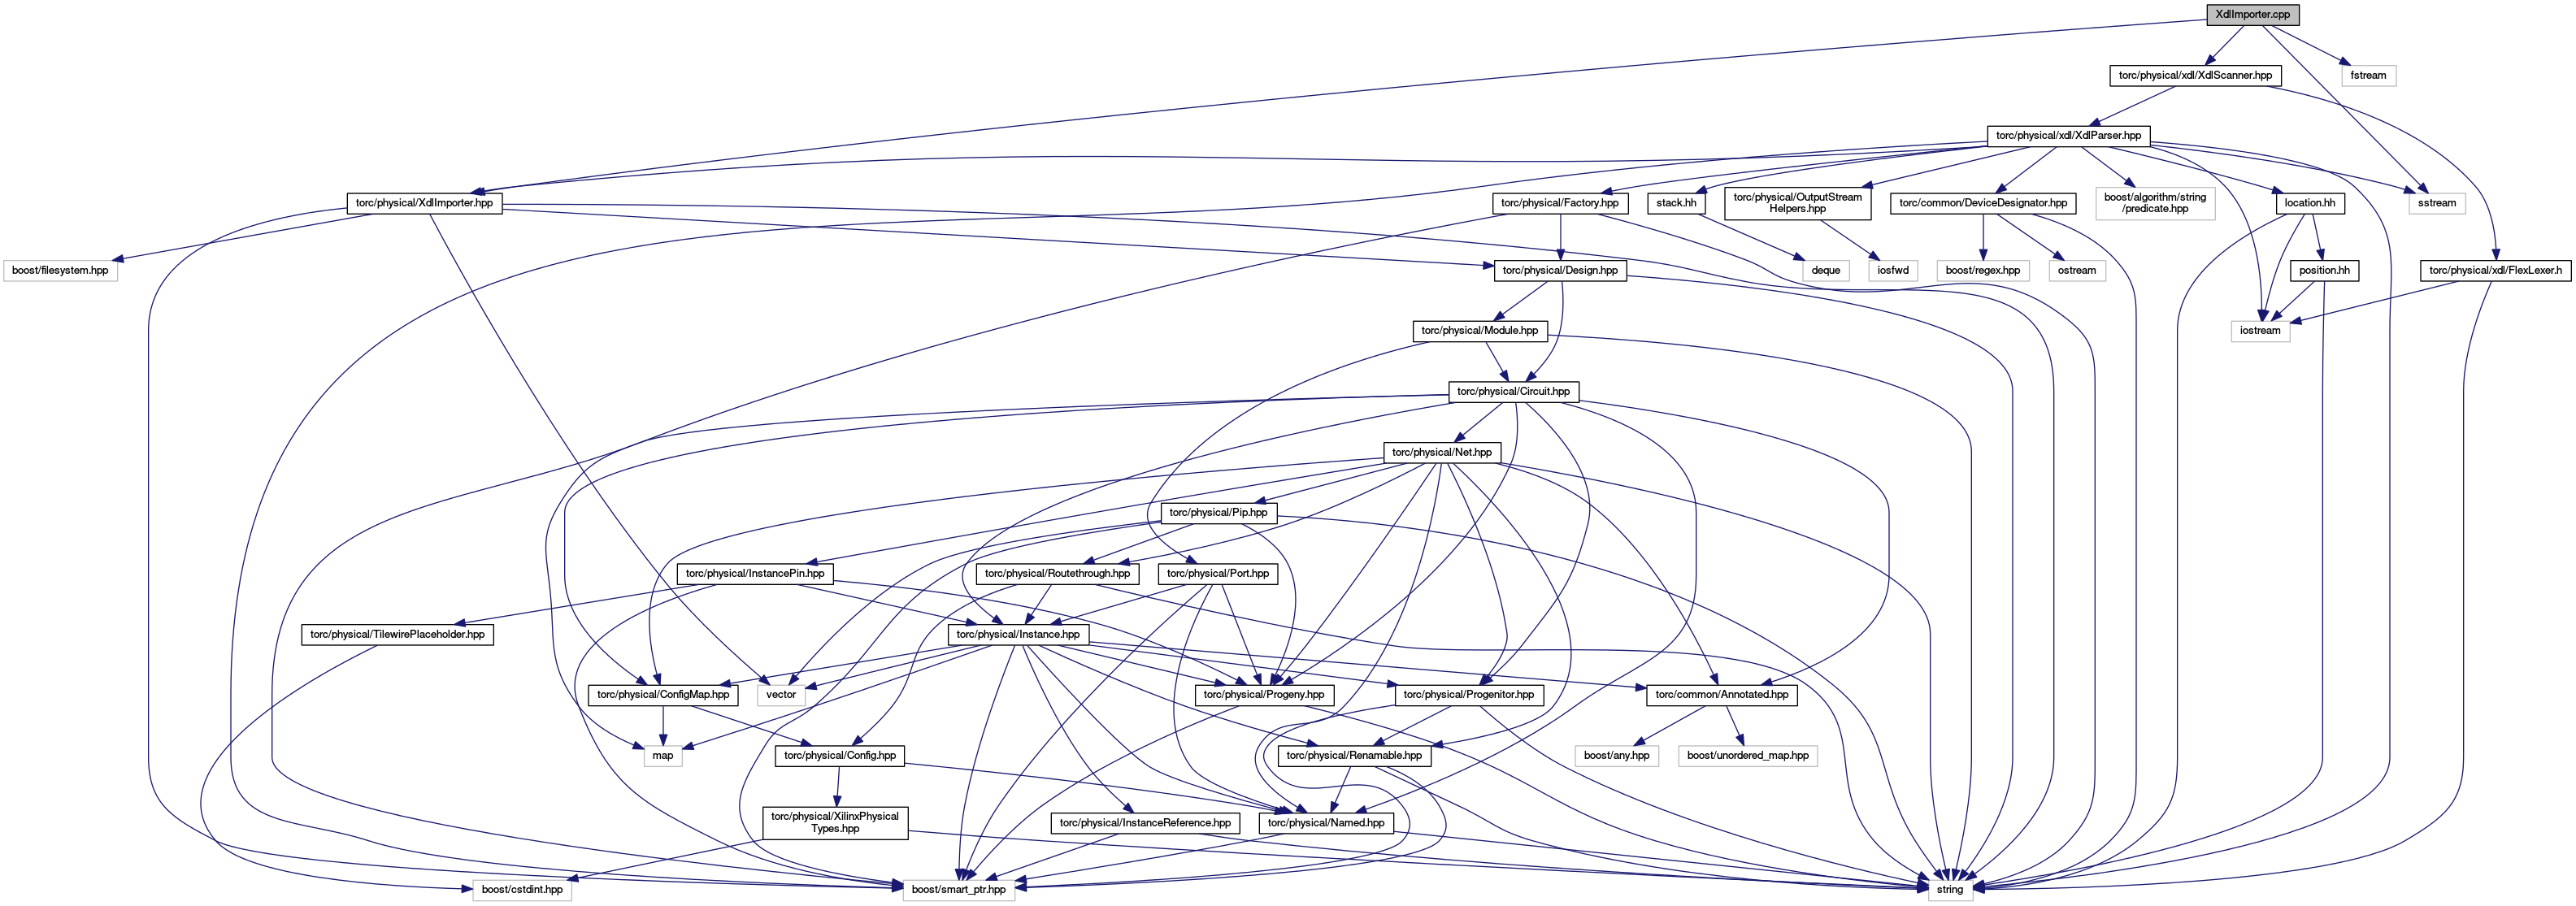 XdlImporter.cpp
torc/physical/xdl/XdlScanner.hpp
fstream
torc/physical/xdl/XdlParser.hpp
torc/physical/XdlImporter.hpp
torc/physical/Factory.hpp
stack.hh
torc/physical/OutputStream
Helpers.hpp
torc/common/DeviceDesignator.hpp
boost/algorithm/string
/predicate.hpp
location.hh
sstream
boost/filesystem.hpp
torc/physical/Design.hpp
deque
iosfwd
boost/regex.hpp
ostream
position.hh
torc/physical/xdl/FlexLexer.h
torc/physical/Module.hpp
iostream
torc/physical/Circuit.hpp
torc/physical/Net.hpp
torc/physical/Pip.hpp
torc/physical/InstancePin.hpp
torc/physical/Routethrough.hpp
torc/physical/Port.hpp
torc/physical/TilewirePlaceholder.hpp
torc/physical/Instance.hpp
torc/physical/ConfigMap.hpp
vector
torc/physical/Progeny.hpp
torc/physical/Progenitor.hpp
torc/common/Annotated.hpp
map
torc/physical/Config.hpp
torc/physical/Renamable.hpp
boost/any.hpp
boost/unordered_map.hpp
torc/physical/XilinxPhysical
Types.hpp
torc/physical/InstanceReference.hpp
torc/physical/Named.hpp
boost/cstdint.hpp
boost/smart_ptr.hpp
string